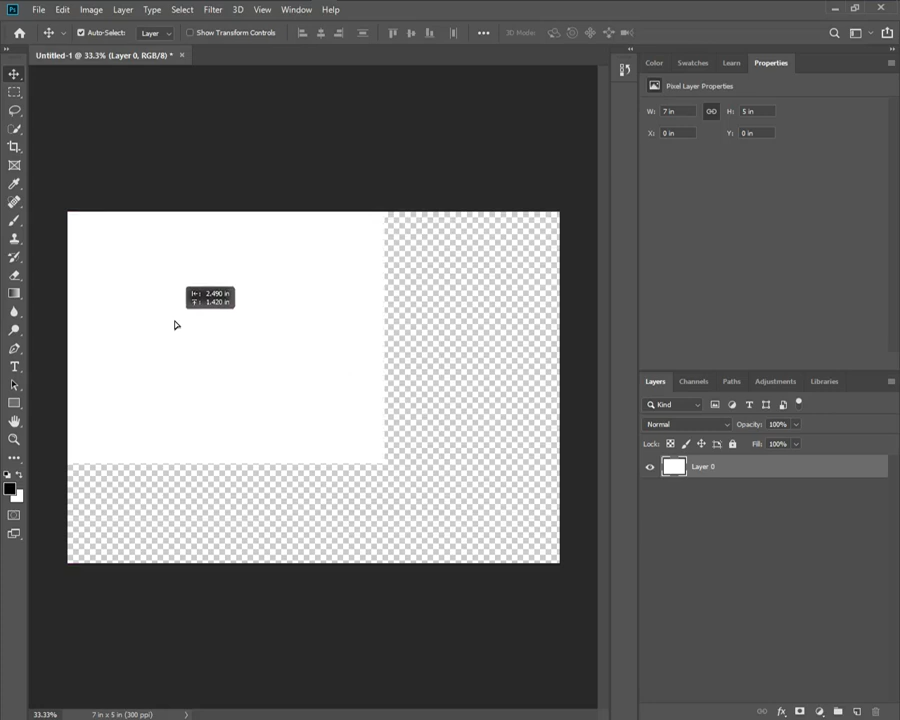 Ps File Edit Image Layer Type Select Filter 3D View Window Help
Auto-Select: Layer Show Transform Controls 3D Mode:
Untitled-1 @ 33.3% (Layer 0, RGB/8) * ×
Color Swatches Learn Properties
Pixel Layer Properties
W: 7 in H: 5 in
X: 0 in Y: 0 in
2.490 in
1.420 in
T
Layers Channels Paths Adjustments Libraries
Kind
Normal Opacity: 100%
Lock: Fill: 100%
Layer 0
33.33% 7 in x 5 in (300 ppi)
fx